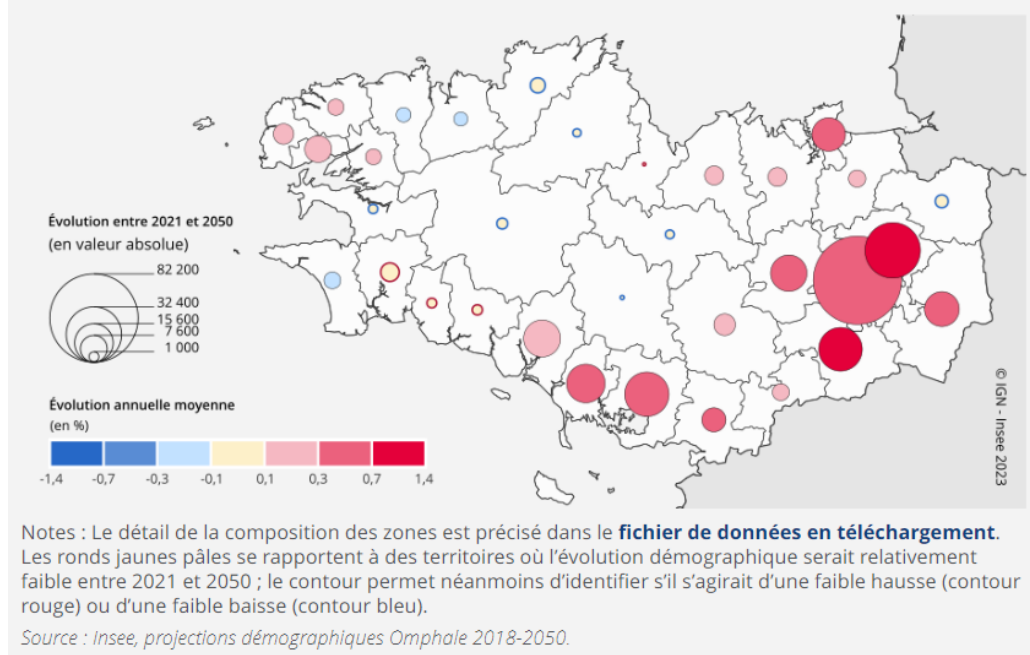 Évolution entre 2021 et 2050
(en valeur absolue)
82 200
32 400
15 600
7 600
1 000
Évolution annuelle moyenne
(en %)
-1,4 -0,7 -0,3 -0,1 0,1 0,3 0,7 1,4
© IGN - Insee 2023
Notes : Le détail de la composition des zones est précisé dans le fichier de données en téléchargement.
Les ronds jaunes pâles se rapportent à des territoires où l’évolution démographique serait relativement
faible entre 2021 et 2050 ; le contour permet néanmoins d’identifier s’il s’agirait d’une faible hausse (contour
rouge) ou d’une faible baisse (contour bleu).
Source : Insee, projections démographiques Omphale 2018-2050.